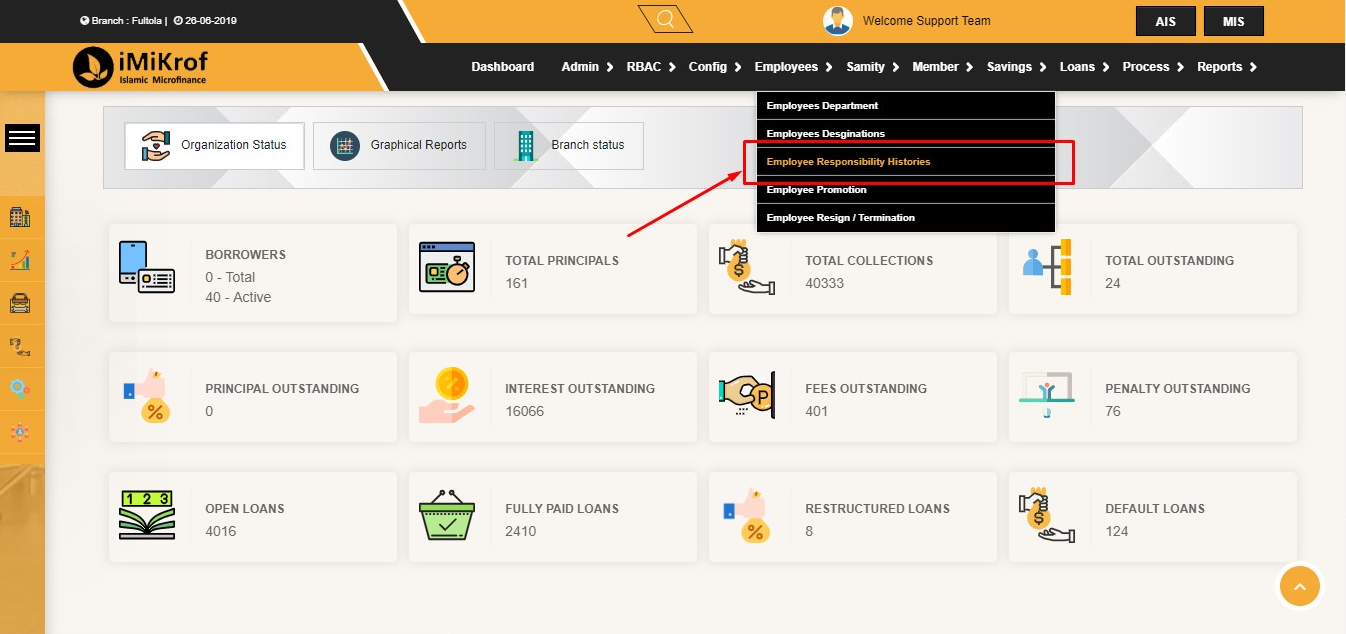 Branch : Fultola | 26-06-2019
Welcome Support Team
AIS MIS
iMiKrof
Islamic Microfinance
Dashboard Admin RBAC Config Employees Samity Member Savings Loans Process Reports
Employees Department
Employees Desginations
Employee Responsibility Histories
Employee Promotion
Employee Resign / Termination
Organization Status Graphical Reports Branch status
BORROWERS
0 - Total
40 - Active
TOTAL PRINCIPALS
161
TOTAL COLLECTIONS
40333
TOTAL OUTSTANDING
24
PRINCIPAL OUTSTANDING
0
INTEREST OUTSTANDING
16066
FEES OUTSTANDING
401
PENALTY OUTSTANDING
76
1 2 3
OPEN LOANS
4016
FULLY PAID LOANS
2410
RESTRUCTURED LOANS
8
DEFAULT LOANS
124